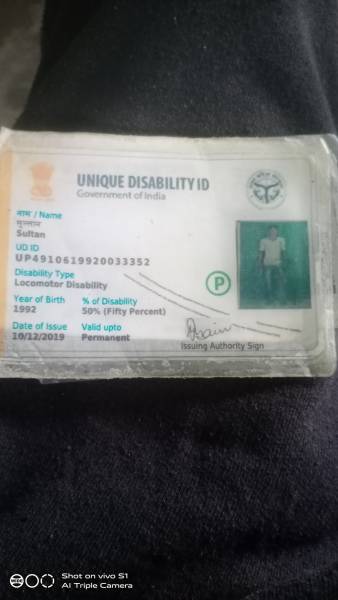 UNIQUE DISABILITY ID
Government of India
नाम / Name
सुल्तान
Sultan
UD ID
UP4910619920033352
Disability Type
Locomotor Disability
Year of Birth % of Disability
1992 50% (Fifty Percent)
P
Date of Issue Valid upto
10/12/2019 Permanent
Issuing Authority Sign
Shot on vivo S1
AI Triple Camera